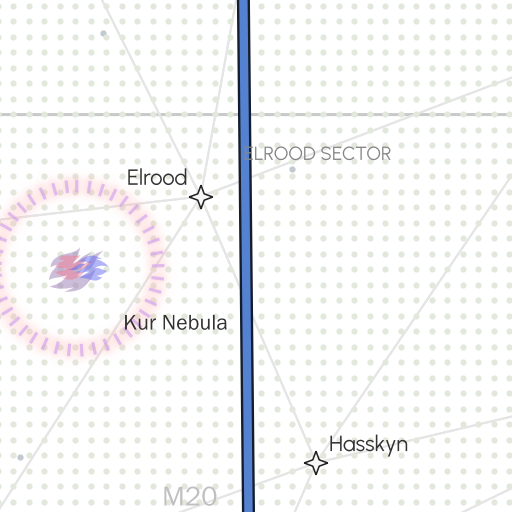 ELROOD SECTOR
Elrood
Kur Nebula
Hasskyn
M20